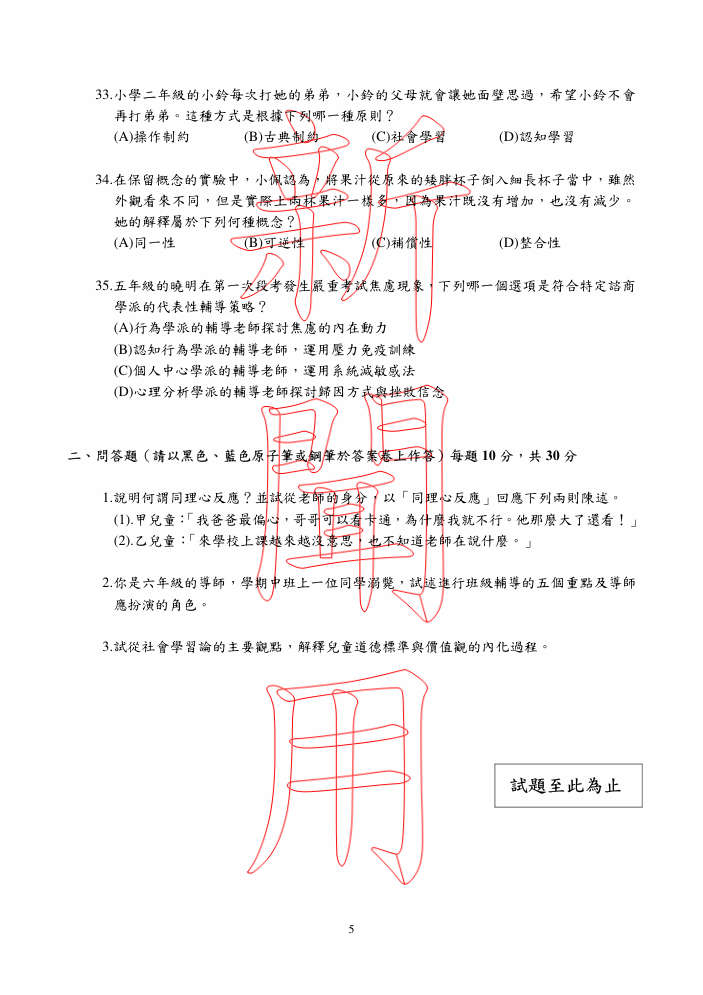 33.小學二年級的小鈴每次打她的弟弟，小鈴的父母就會讓她面壁思過，希望小鈴不會
再打弟弟。這種方式是根據下列哪一種原則？
(A)操作制約 (B)古典制約 (C)社會學習 (D)認知學習
34.在保留概念的實驗中，小佩認為，將果汁從原來的矮胖杯子倒入細長杯子當中，雖然
外觀看來不同，但是實際上兩杯果汁一樣多，因為果汁既沒有增加，也沒有減少。
她的解釋屬於下列何種概念？
(A)同一性 (B)可逆性 (C)補償性 (D)整合性
35.五年級的曉明在第一次段考發生嚴重考試焦慮現象，下列哪一個選項是符合特定諮商
學派的代表性輔導策略？
(A)行為學派的輔導老師探討焦慮的內在動力
(B)認知行為學派的輔導老師，運用壓力免疫訓練
(C)個人中心學派的輔導老師，運用系統減敏感法
(D)心理分析學派的輔導老師探討歸因方式與挫敗信念
二、問答題（請以黑色、藍色原子筆或鋼筆於答案卷上作答）每題 10 分，共 30 分
1.說明何謂同理心反應？並試從老師的身分，以「同理心反應」回應下列兩則陳述。
(1).甲兒童：「我爸爸最偏心，哥哥可以看卡通，為什麼我就不行。他那麼大了還看！」
(2).乙兒童：「來學校上課越來越沒意思，也不知道老師在說什麼。」
2.你是六年級的導師，學期中班上一位同學溺斃，試述進行班級輔導的五個重點及導師
應扮演的角色。
3.試從社會學習論的主要觀點，解釋兒童道德標準與價值觀的內化過程。
試題至此為止
5
新聞用